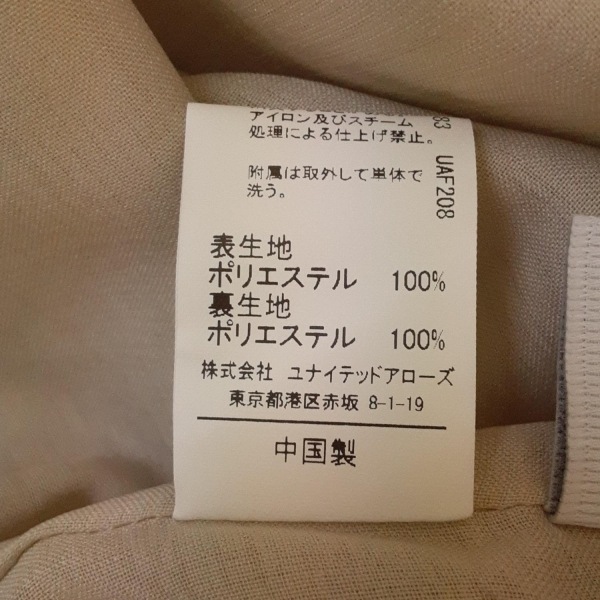 アイロン及びスチーム
処理による仕上げ禁止。
附属は取外して単体で
洗う。
表生地
ポリエステル 100%
裏生地
ポリエステル 100%
株式会社 ユナイテッドアローズ
東京都港区赤坂 8-1-19
中国製
UAF208